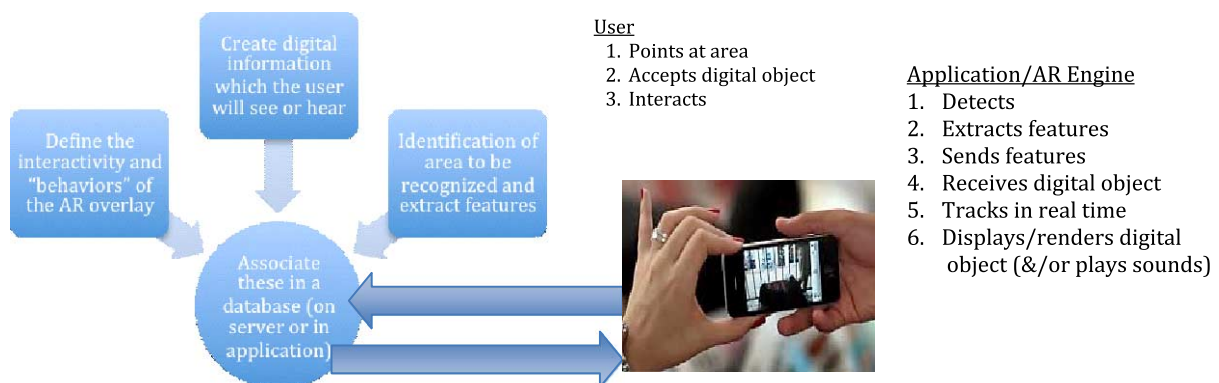 Create digital
information
which the user
will see or hear
Define the
interactivity and
“behaviors” of
the AR overlay
Identification of
area to be
recognized and
extract features
Associate
these in a
database (on
server or in
application)
User
1. Points at area
2. Accepts digital object
3. Interacts
Application/AR Engine
1. Detects
2. Extracts features
3. Sends features
4. Receives digital object
5. Tracks in real time
6. Displays/renders digital
object (&/or plays sounds)